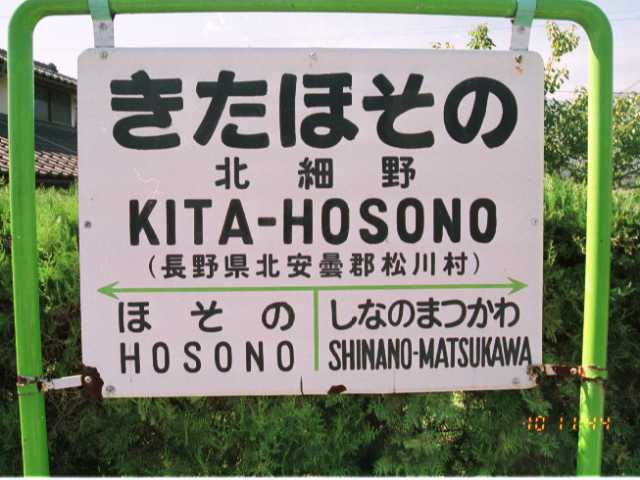 きたほその
北細野
KITA-HOSONO
(長野県北安曇郡松川村)
ほその しなのまつかわ
HOSONO SHINANO-MATSUKAWA
10 11 14